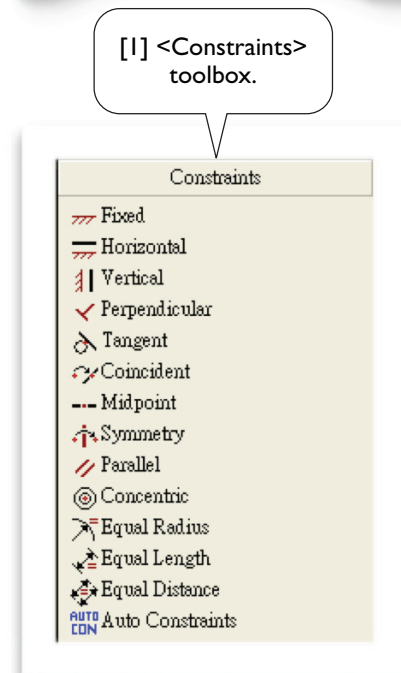 [1] <Constraints>
toolbox.
Constraints
Fixed
Horizontal
Vertical
Perpendicular
Tangent
Coincident
Midpoint
Symmetry
Parallel
Concentric
Equal Radius
Equal Length
Equal Distance
AUTO
CON Auto Constraints